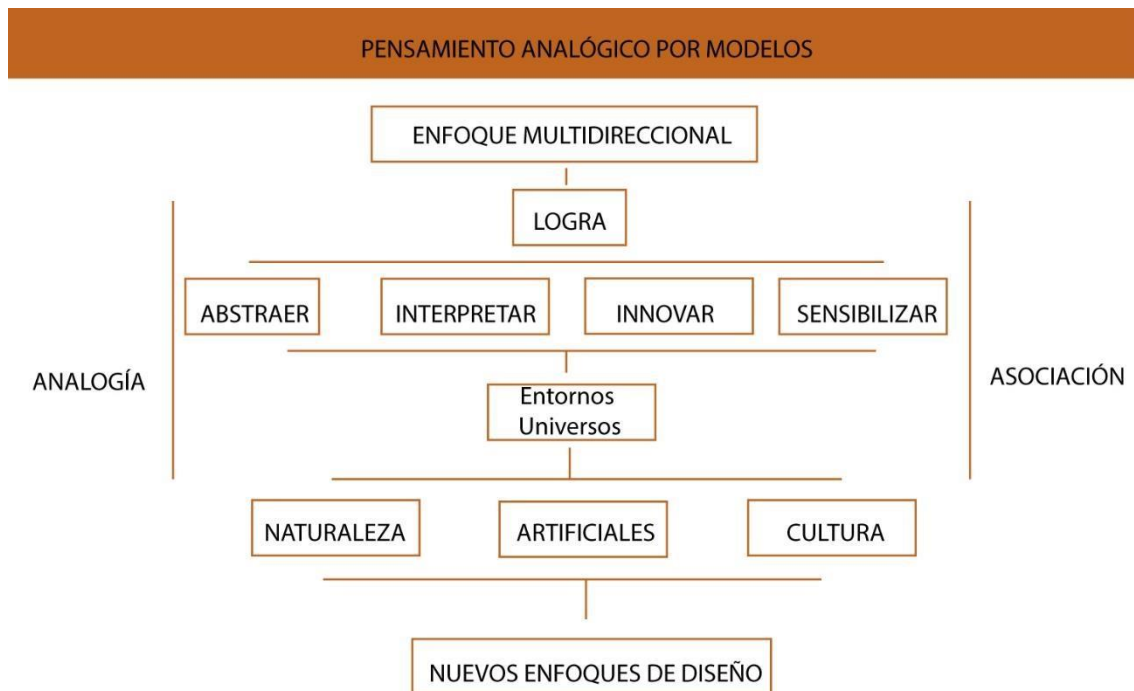 PENSAMIENTO ANALÓGICO POR MODELOS
ENFOQUE MULTIDIRECCIONAL
LOGRA
ABSTRAER
INTERPRETAR
INNOVAR
SENSIBILIZAR
ANALOGÍA
ASOCIACIÓN
Entornos
Universos
NATURALEZA
ARTIFICIALES
CULTURA
NUEVOS ENFOQUES DE DISEÑO